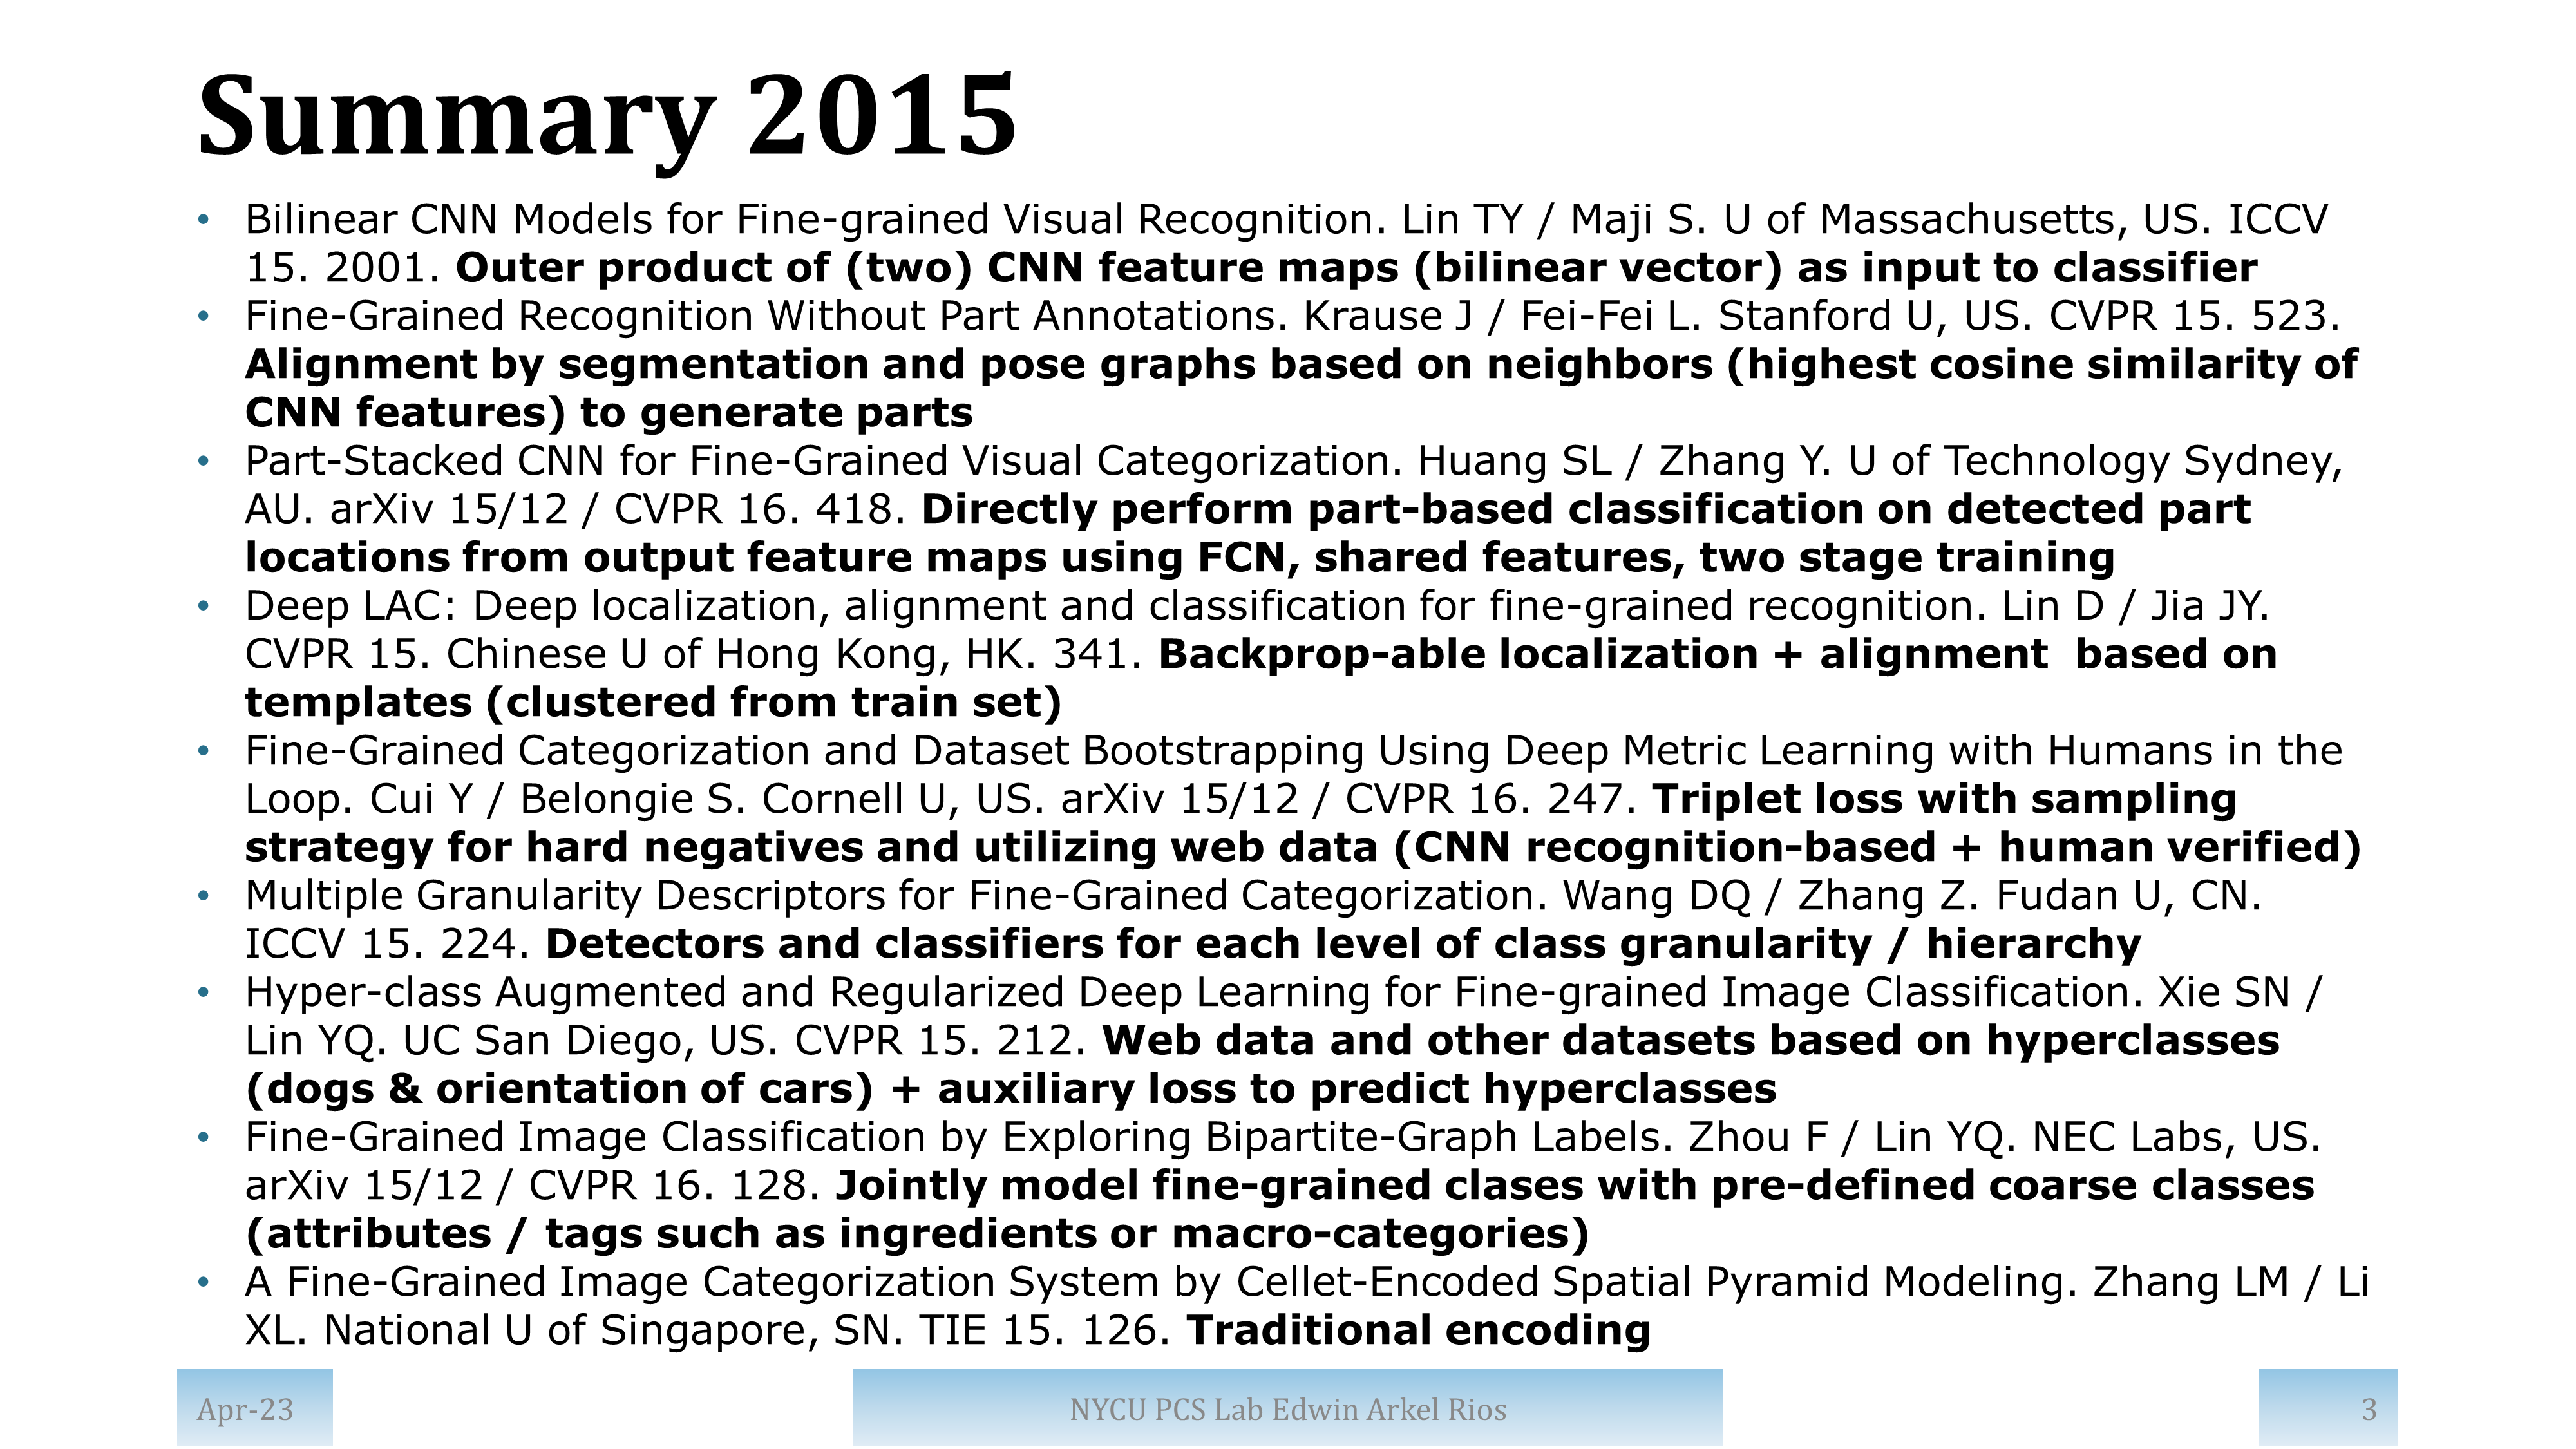 Summary 2015
• Bilinear CNN Models for Fine-grained Visual Recognition. Lin TY / Maji S. U of Massachusetts, US. ICCV
15. 2001. Outer product of (two) CNN feature maps (bilinear vector) as input to classifier
• Fine-Grained Recognition Without Part Annotations. Krause J / Fei-Fei L. Stanford U, US. CVPR 15. 523.
Alignment by segmentation and pose graphs based on neighbors (highest cosine similarity of
CNN features) to generate parts
• Part-Stacked CNN for Fine-Grained Visual Categorization. Huang SL / Zhang Y. U of Technology Sydney,
AU. arXiv 15/12 / CVPR 16. 418. Directly perform part-based classification on detected part
locations from output feature maps using FCN, shared features, two stage training
• Deep LAC: Deep localization, alignment and classification for fine-grained recognition. Lin D / Jia JY.
CVPR 15. Chinese U of Hong Kong, HK. 341. Backprop-able localization + alignment  based on
templates (clustered from train set)
• Fine-Grained Categorization and Dataset Bootstrapping Using Deep Metric Learning with Humans in the
Loop. Cui Y / Belongie S. Cornell U, US. arXiv 15/12 / CVPR 16. 247. Triplet loss with sampling
strategy for hard negatives and utilizing web data (CNN recognition-based + human verified)
• Multiple Granularity Descriptors for Fine-Grained Categorization. Wang DQ / Zhang Z. Fudan U, CN.
ICCV 15. 224. Detectors and classifiers for each level of class granularity / hierarchy
• Hyper-class Augmented and Regularized Deep Learning for Fine-grained Image Classification. Xie SN /
Lin YQ. UC San Diego, US. CVPR 15. 212. Web data and other datasets based on hyperclasses
(dogs & orientation of cars) + auxiliary loss to predict hyperclasses
• Fine-Grained Image Classification by Exploring Bipartite-Graph Labels. Zhou F / Lin YQ. NEC Labs, US.
arXiv 15/12 / CVPR 16. 128. Jointly model fine-grained clases with pre-defined coarse classes
(attributes / tags such as ingredients or macro-categories)
• A Fine-Grained Image Categorization System by Cellet-Encoded Spatial Pyramid Modeling. Zhang LM / Li
XL. National U of Singapore, SN. TIE 15. 126. Traditional encoding
Apr-23
NYCU PCS Lab Edwin Arkel Rios
3